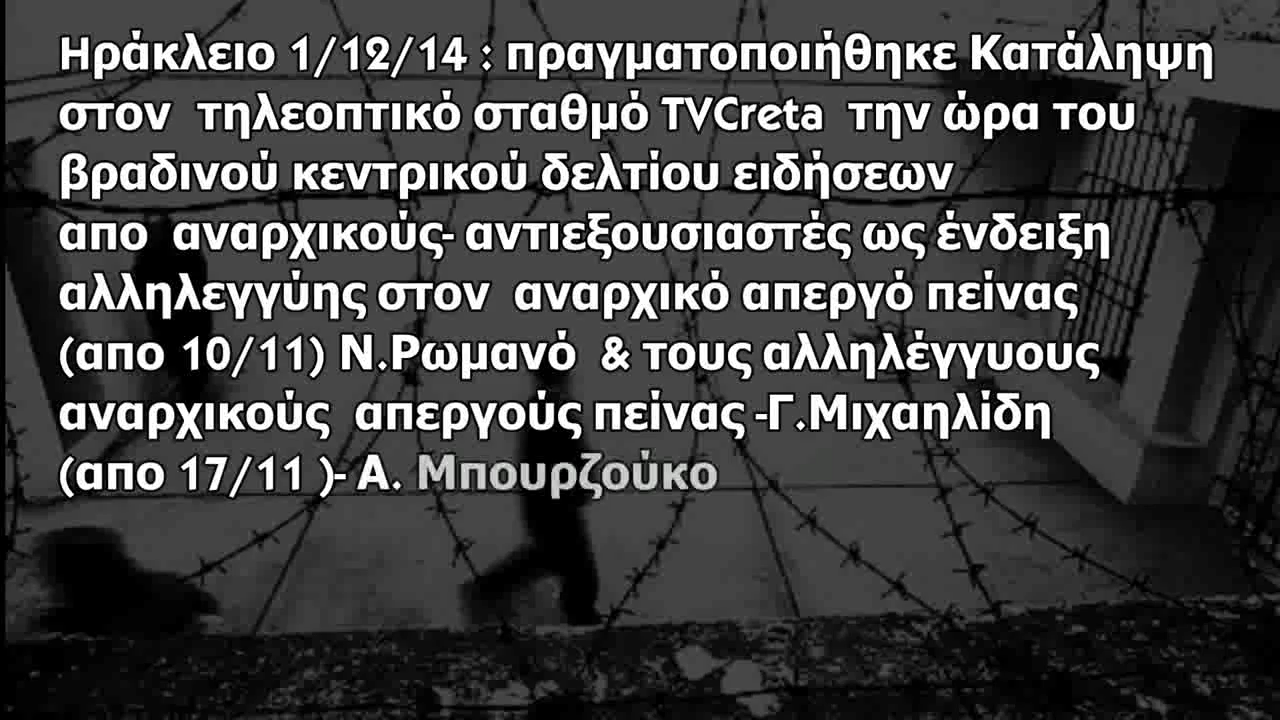 Ηράκλειο 1/12/14 : πραγματοποιήθηκε Κατάληψη
στον τηλεοπτικό σταθμό TVCreta την ώρα του
βραδινού κεντρικού δελτίου ειδήσεων
απο αναρχικούς- αντιεξουσιαστές ως ένδειξη
αλληλεγγύης στον αναρχικό απεργό πείνας
(απο 10/11) Ν.Ρωμανό & τους αλληλέγγυους
αναρχικούς απεργούς πείνας -Γ.Μιχαηλίδη
(απο 17/11 )- Α. Μπουρζούκο